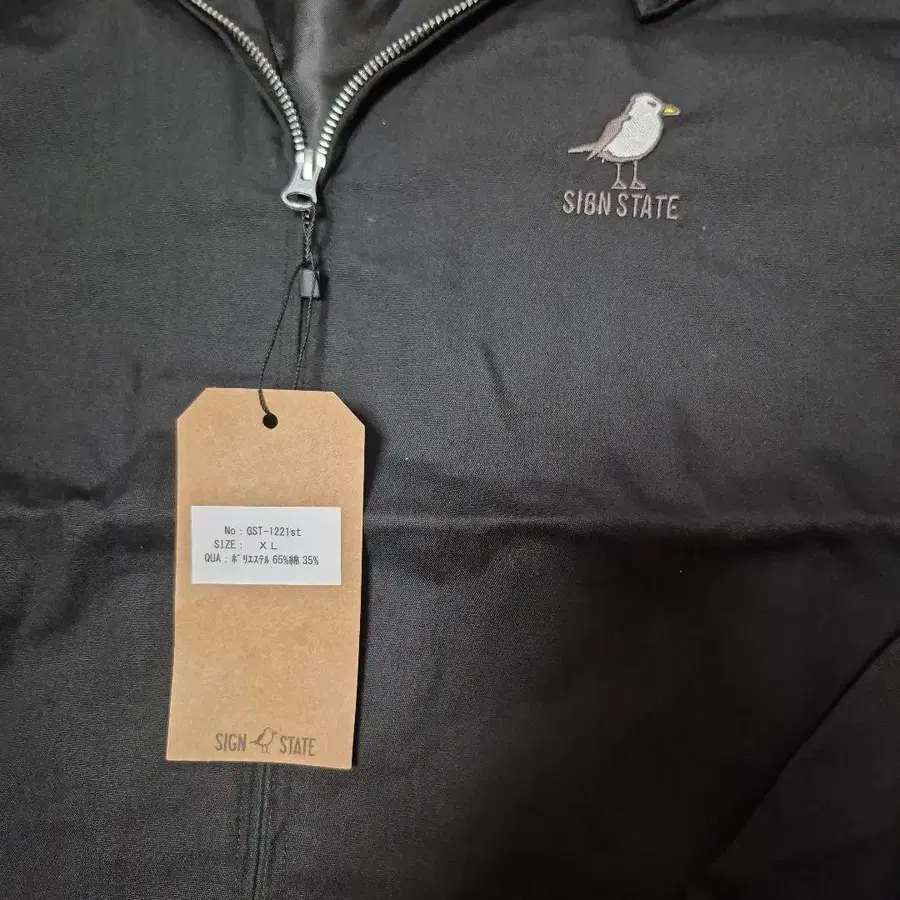 SIGN STATE
No : GST-1221st
SIZE : XL
QUA : ﾎﾟﾘｴｽﾃﾙ 65%綿 35%
SIGN STATE